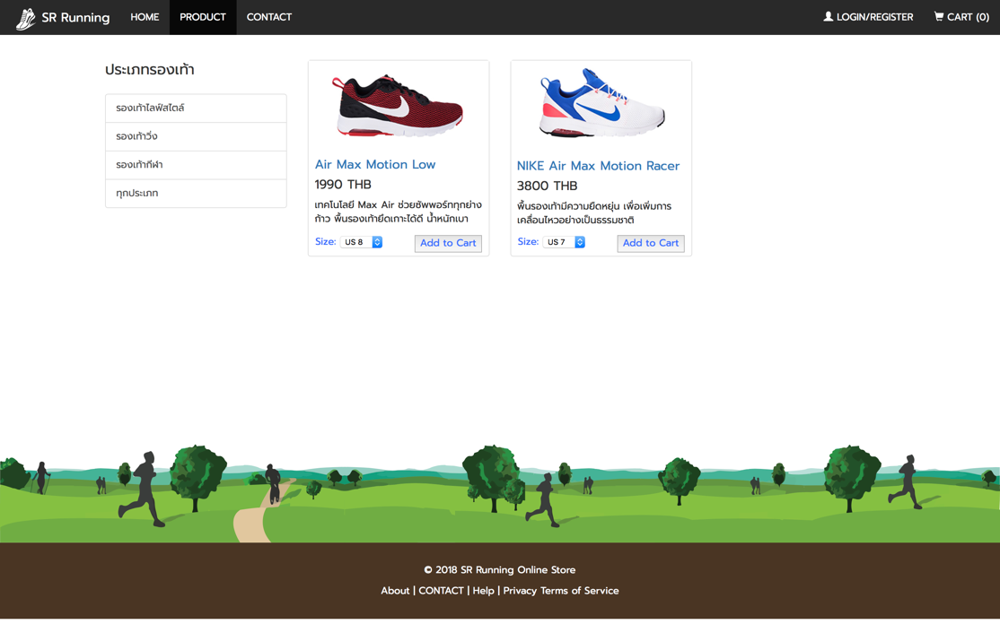 SR Running
HOME
PRODUCT
CONTACT
LOGIN/REGISTER
CART (0)
ประเภทรองเท้า
รองเท้าไลฟ์สไตล์
รองเท้าวิ่ง
รองเท้ากีฬา
ทุกประเภท
Air Max Motion Low
1990 THB
เทคโนโลยี Max Air ช่วยซัพพอร์ททุกย่าง
ก้าว พื้นรองเท้ายึดเกาะได้ดี น้ำหนักเบา
Size: US 8 Add to Cart
NIKE Air Max Motion Racer
3800 THB
พื้นรองเท้ามีความยืดหยุ่น เพื่อเพิ่มการ
เคลื่อนไหวอย่างเป็นธรรมชาติ
Size: US 7 Add to Cart
© 2018 SR Running Online Store
About | CONTACT | Help | Privacy Terms of Service